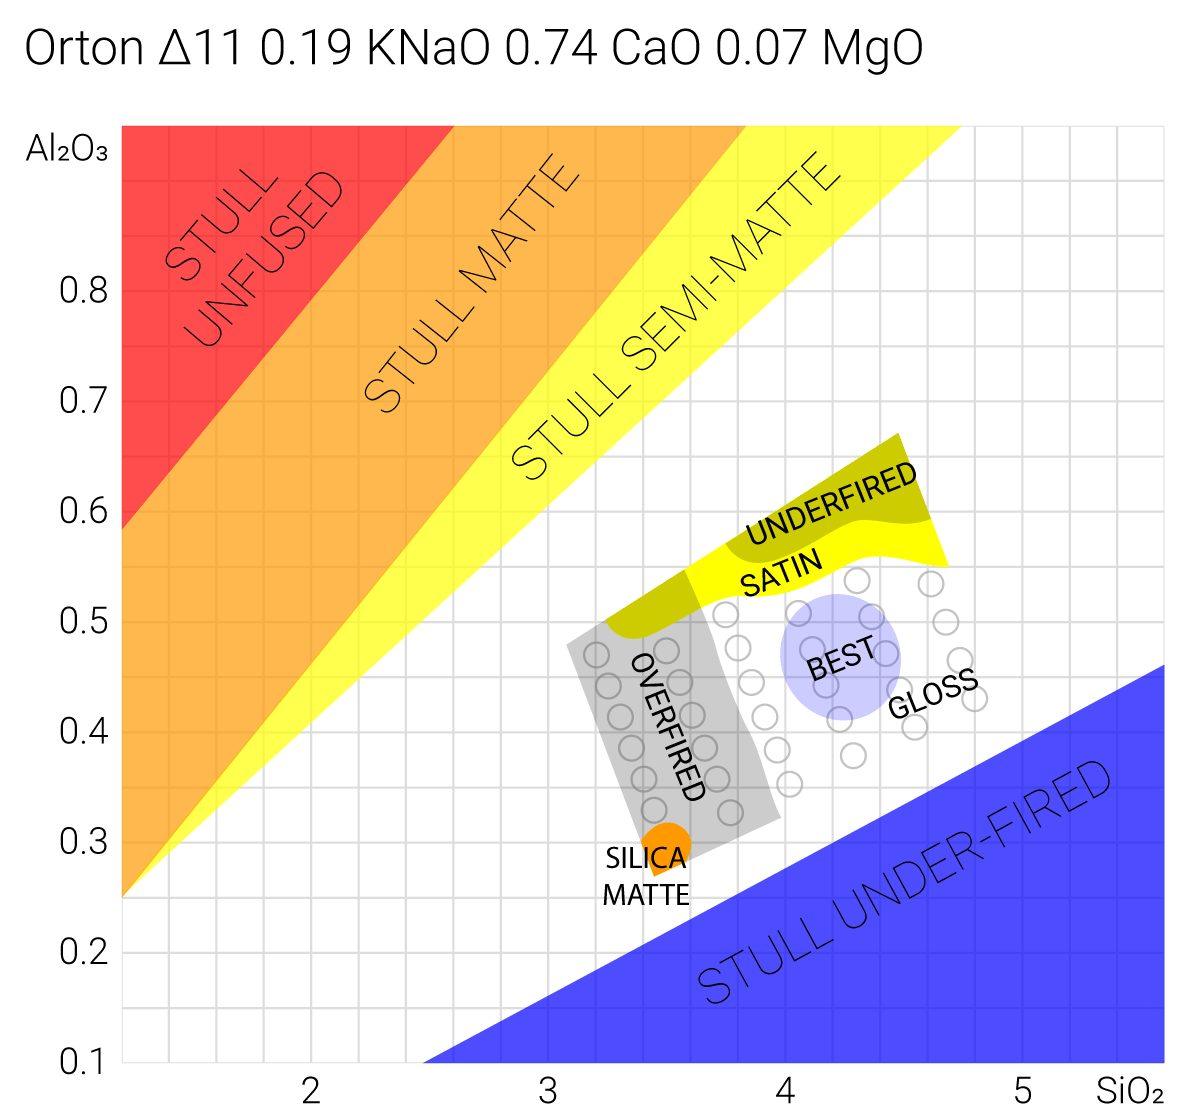 Orton Δ11 0.19 KNaO 0.74 CaO 0.07 MgO
Al₂O₃
STULL
UNFUSED
STULL MATTE
STULL SEMI-MATTE
0.8
0.7
0.6
0.5
0.4
0.3
0.2
0.1
UNDERFIRED
SATIN
OVERFIRED
BEST
GLOSS
SILICA
MATTE
STULL UNDER-FIRED
2
3
4
5
SiO₂